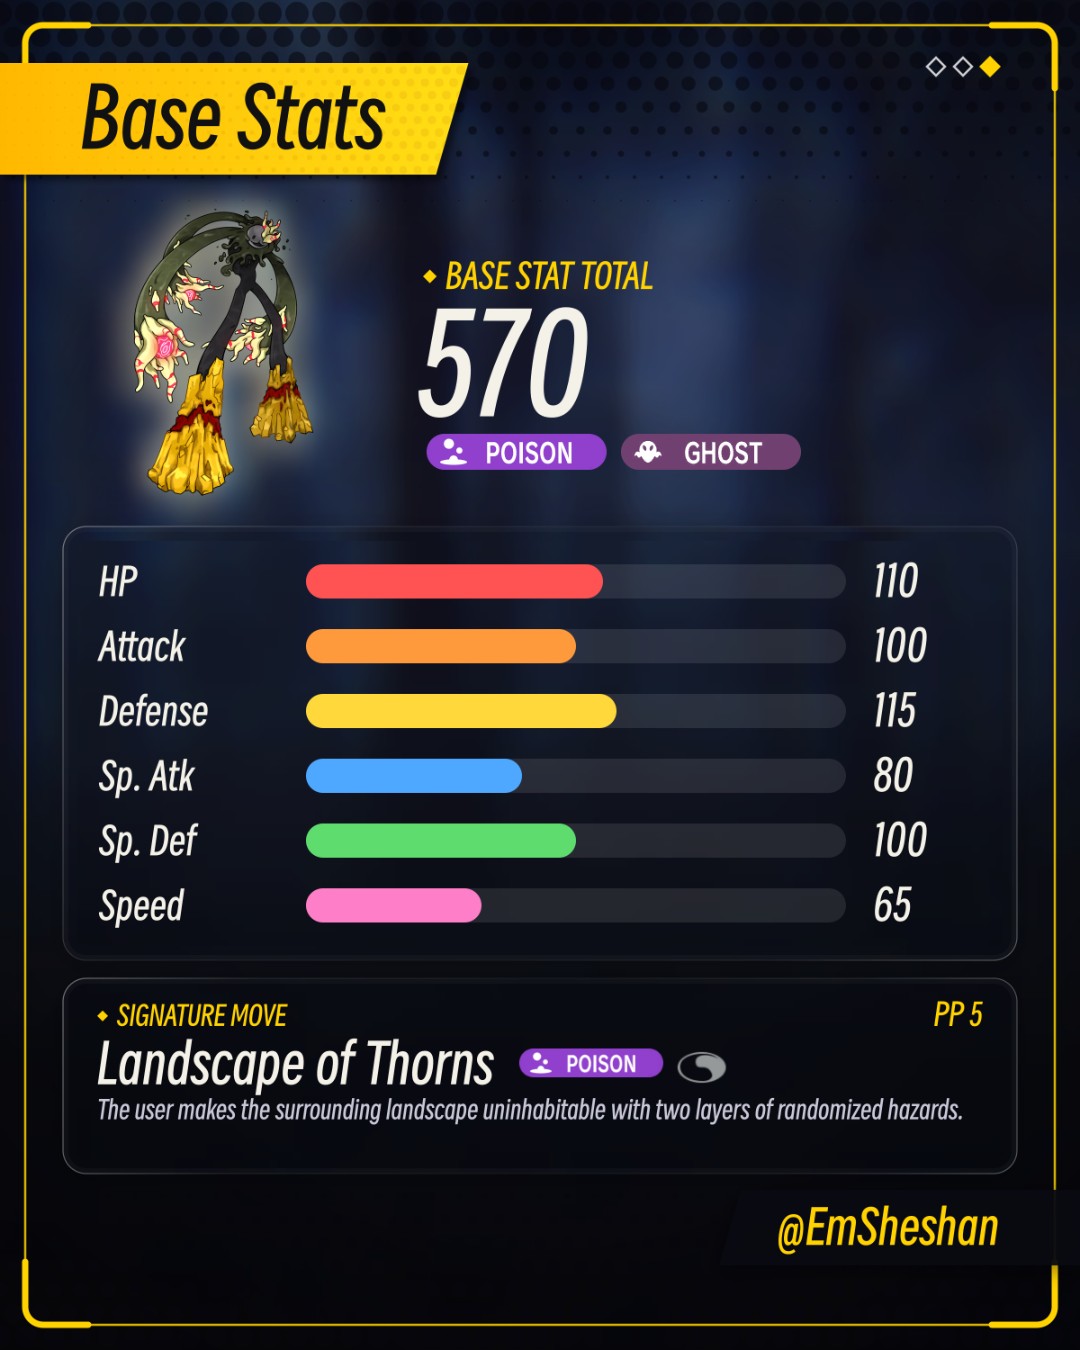 Base Stats
BASE STAT TOTAL
570
POISON GHOST
HP 110
Attack 100
Defense 115
Sp. Atk 80
Sp. Def 100
Speed 65
SIGNATURE MOVE PP 5
Landscape of Thorns POISON
The user makes the surrounding landscape uninhabitable with two layers of randomized hazards.
@EmSheshan